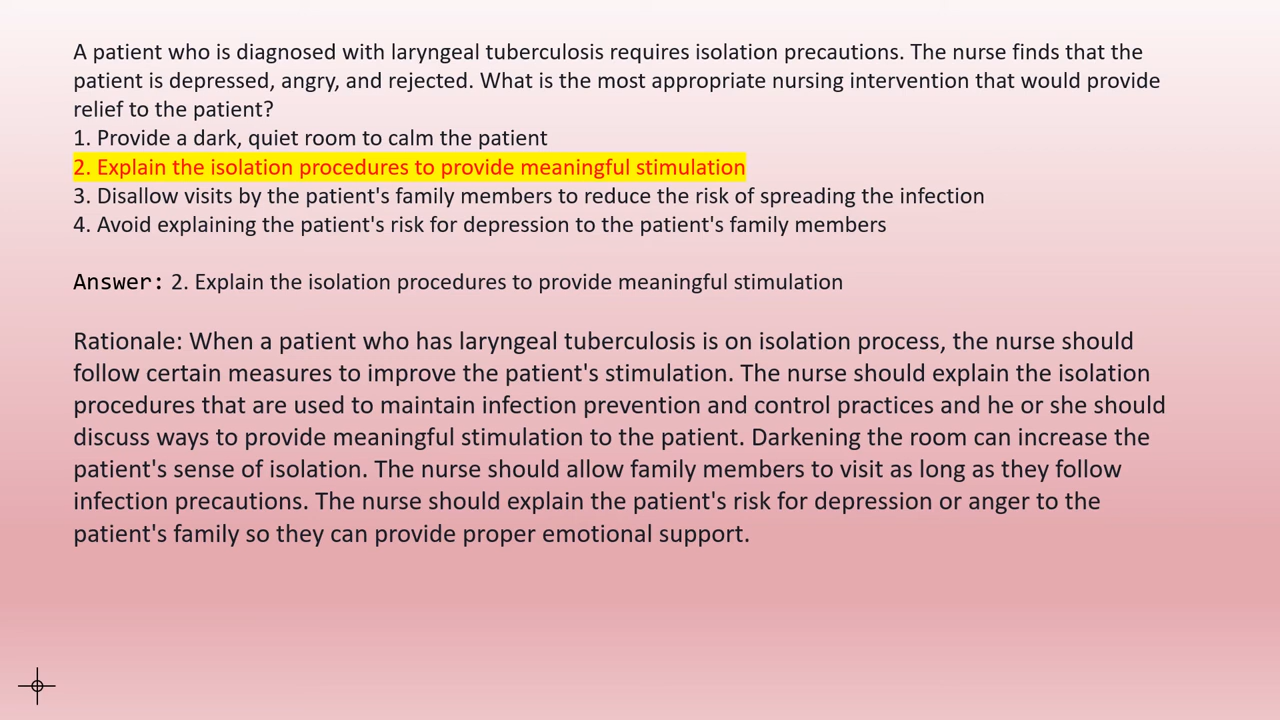 A patient who is diagnosed with laryngeal tuberculosis requires isolation precautions. The nurse finds that the
patient is depressed, angry, and rejected. What is the most appropriate nursing intervention that would provide
relief to the patient?
1. Provide a dark, quiet room to calm the patient
2. Explain the isolation procedures to provide meaningful stimulation
3. Disallow visits by the patient's family members to reduce the risk of spreading the infection
4. Avoid explaining the patient's risk for depression to the patient's family members
Answer: 2. Explain the isolation procedures to provide meaningful stimulation
Rationale: When a patient who has laryngeal tuberculosis is on isolation process, the nurse should
follow certain measures to improve the patient's stimulation. The nurse should explain the isolation
procedures that are used to maintain infection prevention and control practices and he or she should
discuss ways to provide meaningful stimulation to the patient. Darkening the room can increase the
patient's sense of isolation. The nurse should allow family members to visit as long as they follow
infection precautions. The nurse should explain the patient's risk for depression or anger to the
patient's family so they can provide proper emotional support.